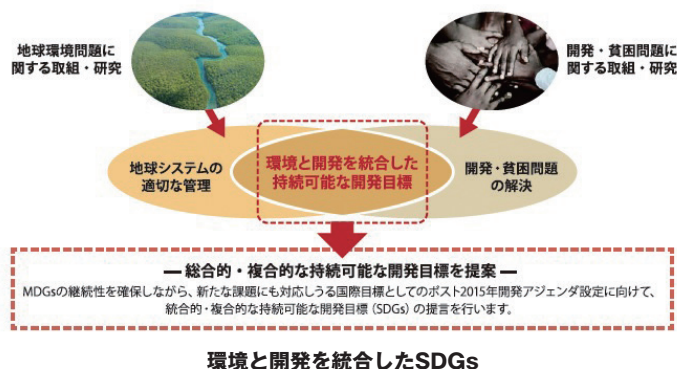 地球環境問題に
関する取組・研究
開発・貧困問題に
関する取組・研究
地球システムの
適切な管理
環境と開発を統合した
持続可能な開発目標
開発・貧困問題
の解決
― 総合的・複合的な持続可能な開発目標を提案 ―
MDGsの継続性を確保しながら、新たな課題にも対応しうる国際目標としてのポスト2015年開発アジェンダ設定に向けて、
統合的・複合的な持続可能な開発目標（SDGs）の提言を行います。
環境と開発を統合したSDGs